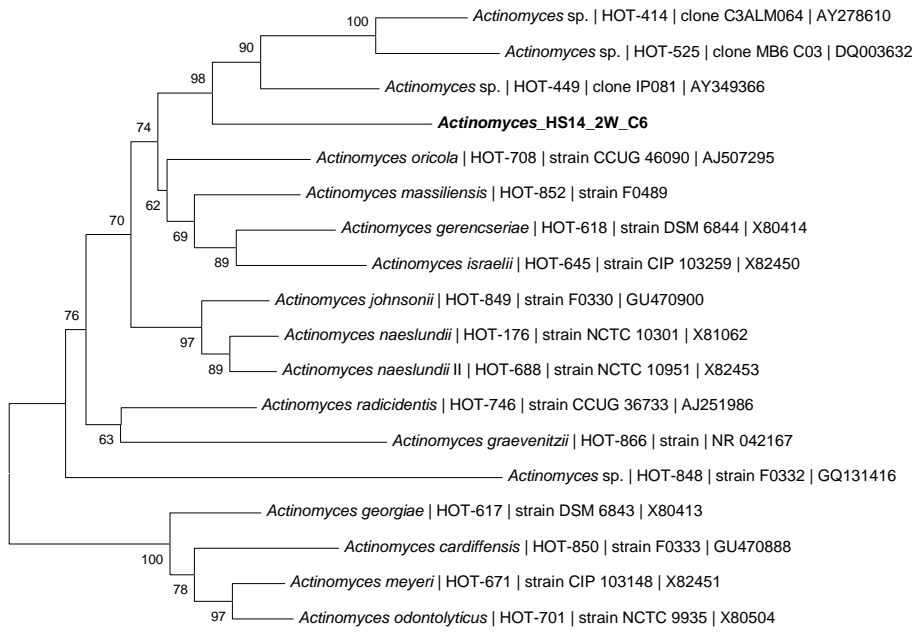 100
Actinomyces sp. | HOT-414 | clone C3ALM064 | AY278610
90
Actinomyces sp. | HOT-525 | clone MB6 C03 | DQ003632
98
Actinomyces sp. | HOT-449 | clone IP081 | AY349366
74
Actinomyces_HS14_2W_C6
Actinomyces oricola | HOT-708 | strain CCUG 46090 | AJ507295
62
Actinomyces massiliensis | HOT-852 | strain F0489
70
69
Actinomyces gerencseriae | HOT-618 | strain DSM 6844 | X80414
89
Actinomyces israelii | HOT-645 | strain CIP 103259 | X82450
Actinomyces johnsonii | HOT-849 | strain F0330 | GU470900
76
97
Actinomyces naeslundii | HOT-176 | strain NCTC 10301 | X81062
89
Actinomyces naeslundii II | HOT-688 | strain NCTC 10951 | X82453
Actinomyces radicidentis | HOT-746 | strain CCUG 36733 | AJ251986
63
Actinomyces graevenitzii | HOT-866 | strain | NR 042167
Actinomyces sp. | HOT-848 | strain F0332 | GQ131416
Actinomyces georgiae | HOT-617 | strain DSM 6843 | X80413
100
Actinomyces cardiffensis | HOT-850 | strain F0333 | GU470888
78
Actinomyces meyeri | HOT-671 | strain CIP 103148 | X82451
97
Actinomyces odontolyticus | HOT-701 | strain NCTC 9935 | X80504